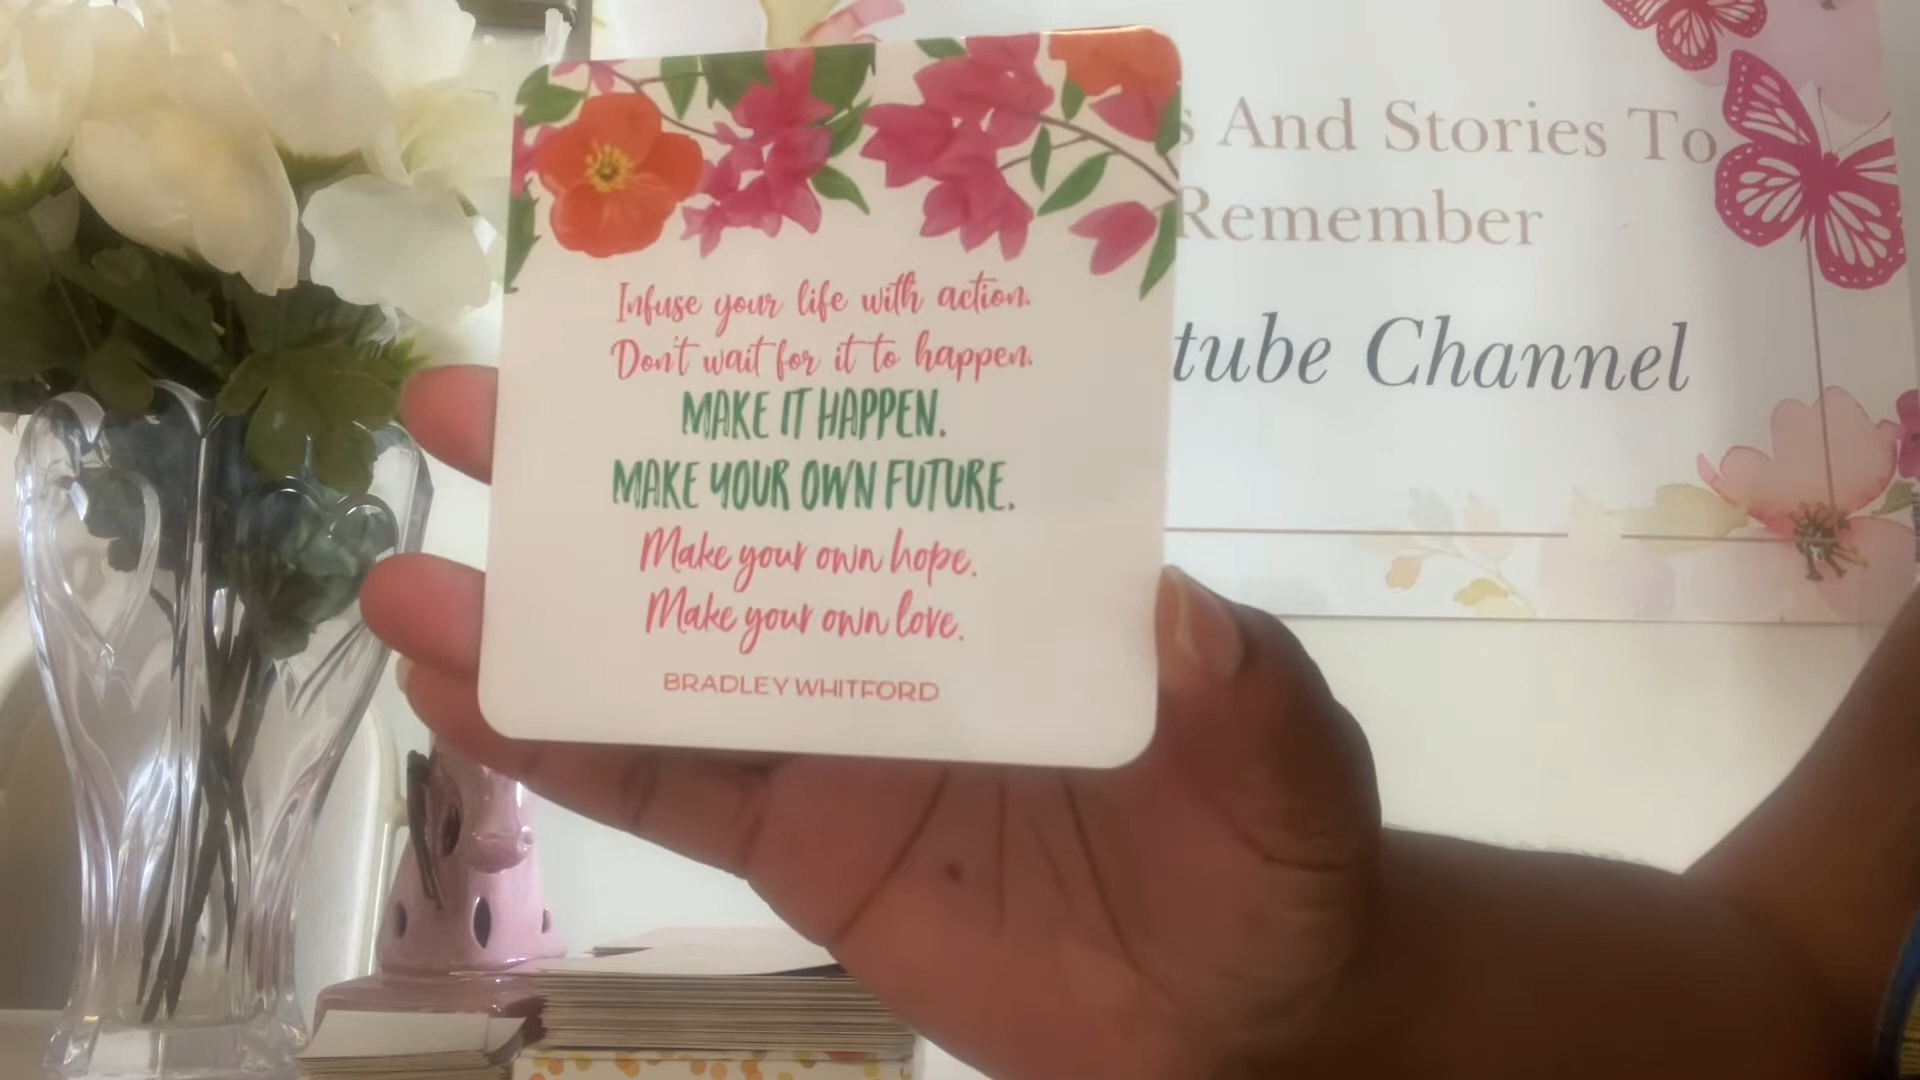 Infuse your life with action.
Don't wait for it to happen.
MAKE IT HAPPEN.
MAKE YOUR OWN FUTURE.
Make your own hope.
Make your own love.
BRADLEY WHITFORD
And Stories To
Remember
Channel